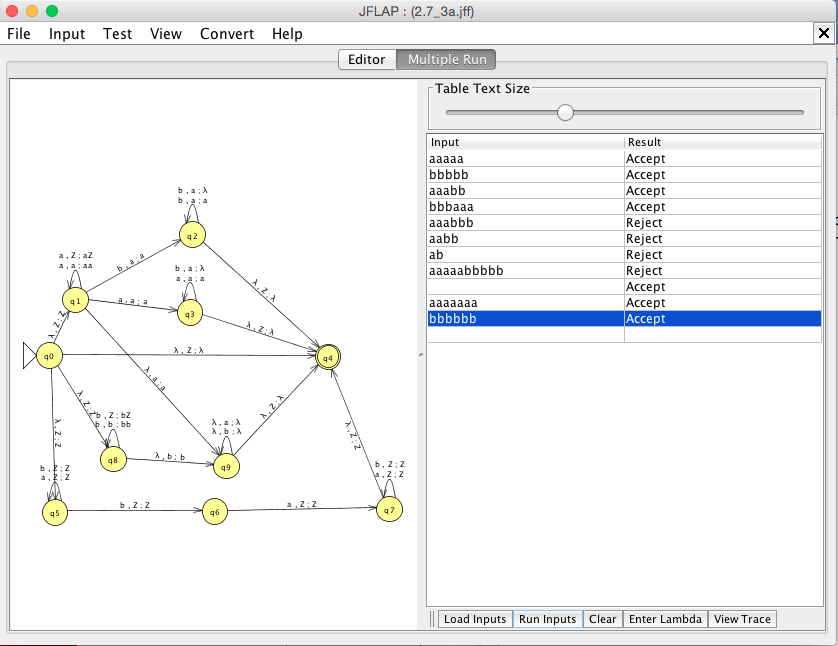 JFLAP : (2.7_3a.jff)
File Input Test View Convert Help
Editor Multiple Run
Table Text Size
Input Result
aaaaa Accept
bbbbb Accept
aaabb Accept
bbbaaa Accept
aaabbb Reject
aabb Reject
ab Reject
aaaaabbbbb Reject
Accept
aaaaaaa Accept
bbbbbb Accept
b , a ; λ
b , a ; a
q2
a , Z ; aZ
a , a ; aa
b , a ; a
b , a ; λ
a , a ; a
q1
a , a ; a
q3
λ , Z ; λ
λ , Z ; λ
λ , Z ; Z
q0
λ , Z ; λ
q4
λ , a ; a
λ , Z ; Z
b , Z ; bZ
b , b ; bb
λ , a ; λ
λ , b ; λ
λ , Z ; λ
λ , Z ; Z
λ , Z ; Z
q8
λ , b ; b
q9
b , Z ; Z
a , Z ; Z
b , Z ; Z
a , Z ; Z
q5
b , Z ; Z
q6
a , Z ; Z
q7
Load Inputs Run Inputs Clear Enter Lambda View Trace